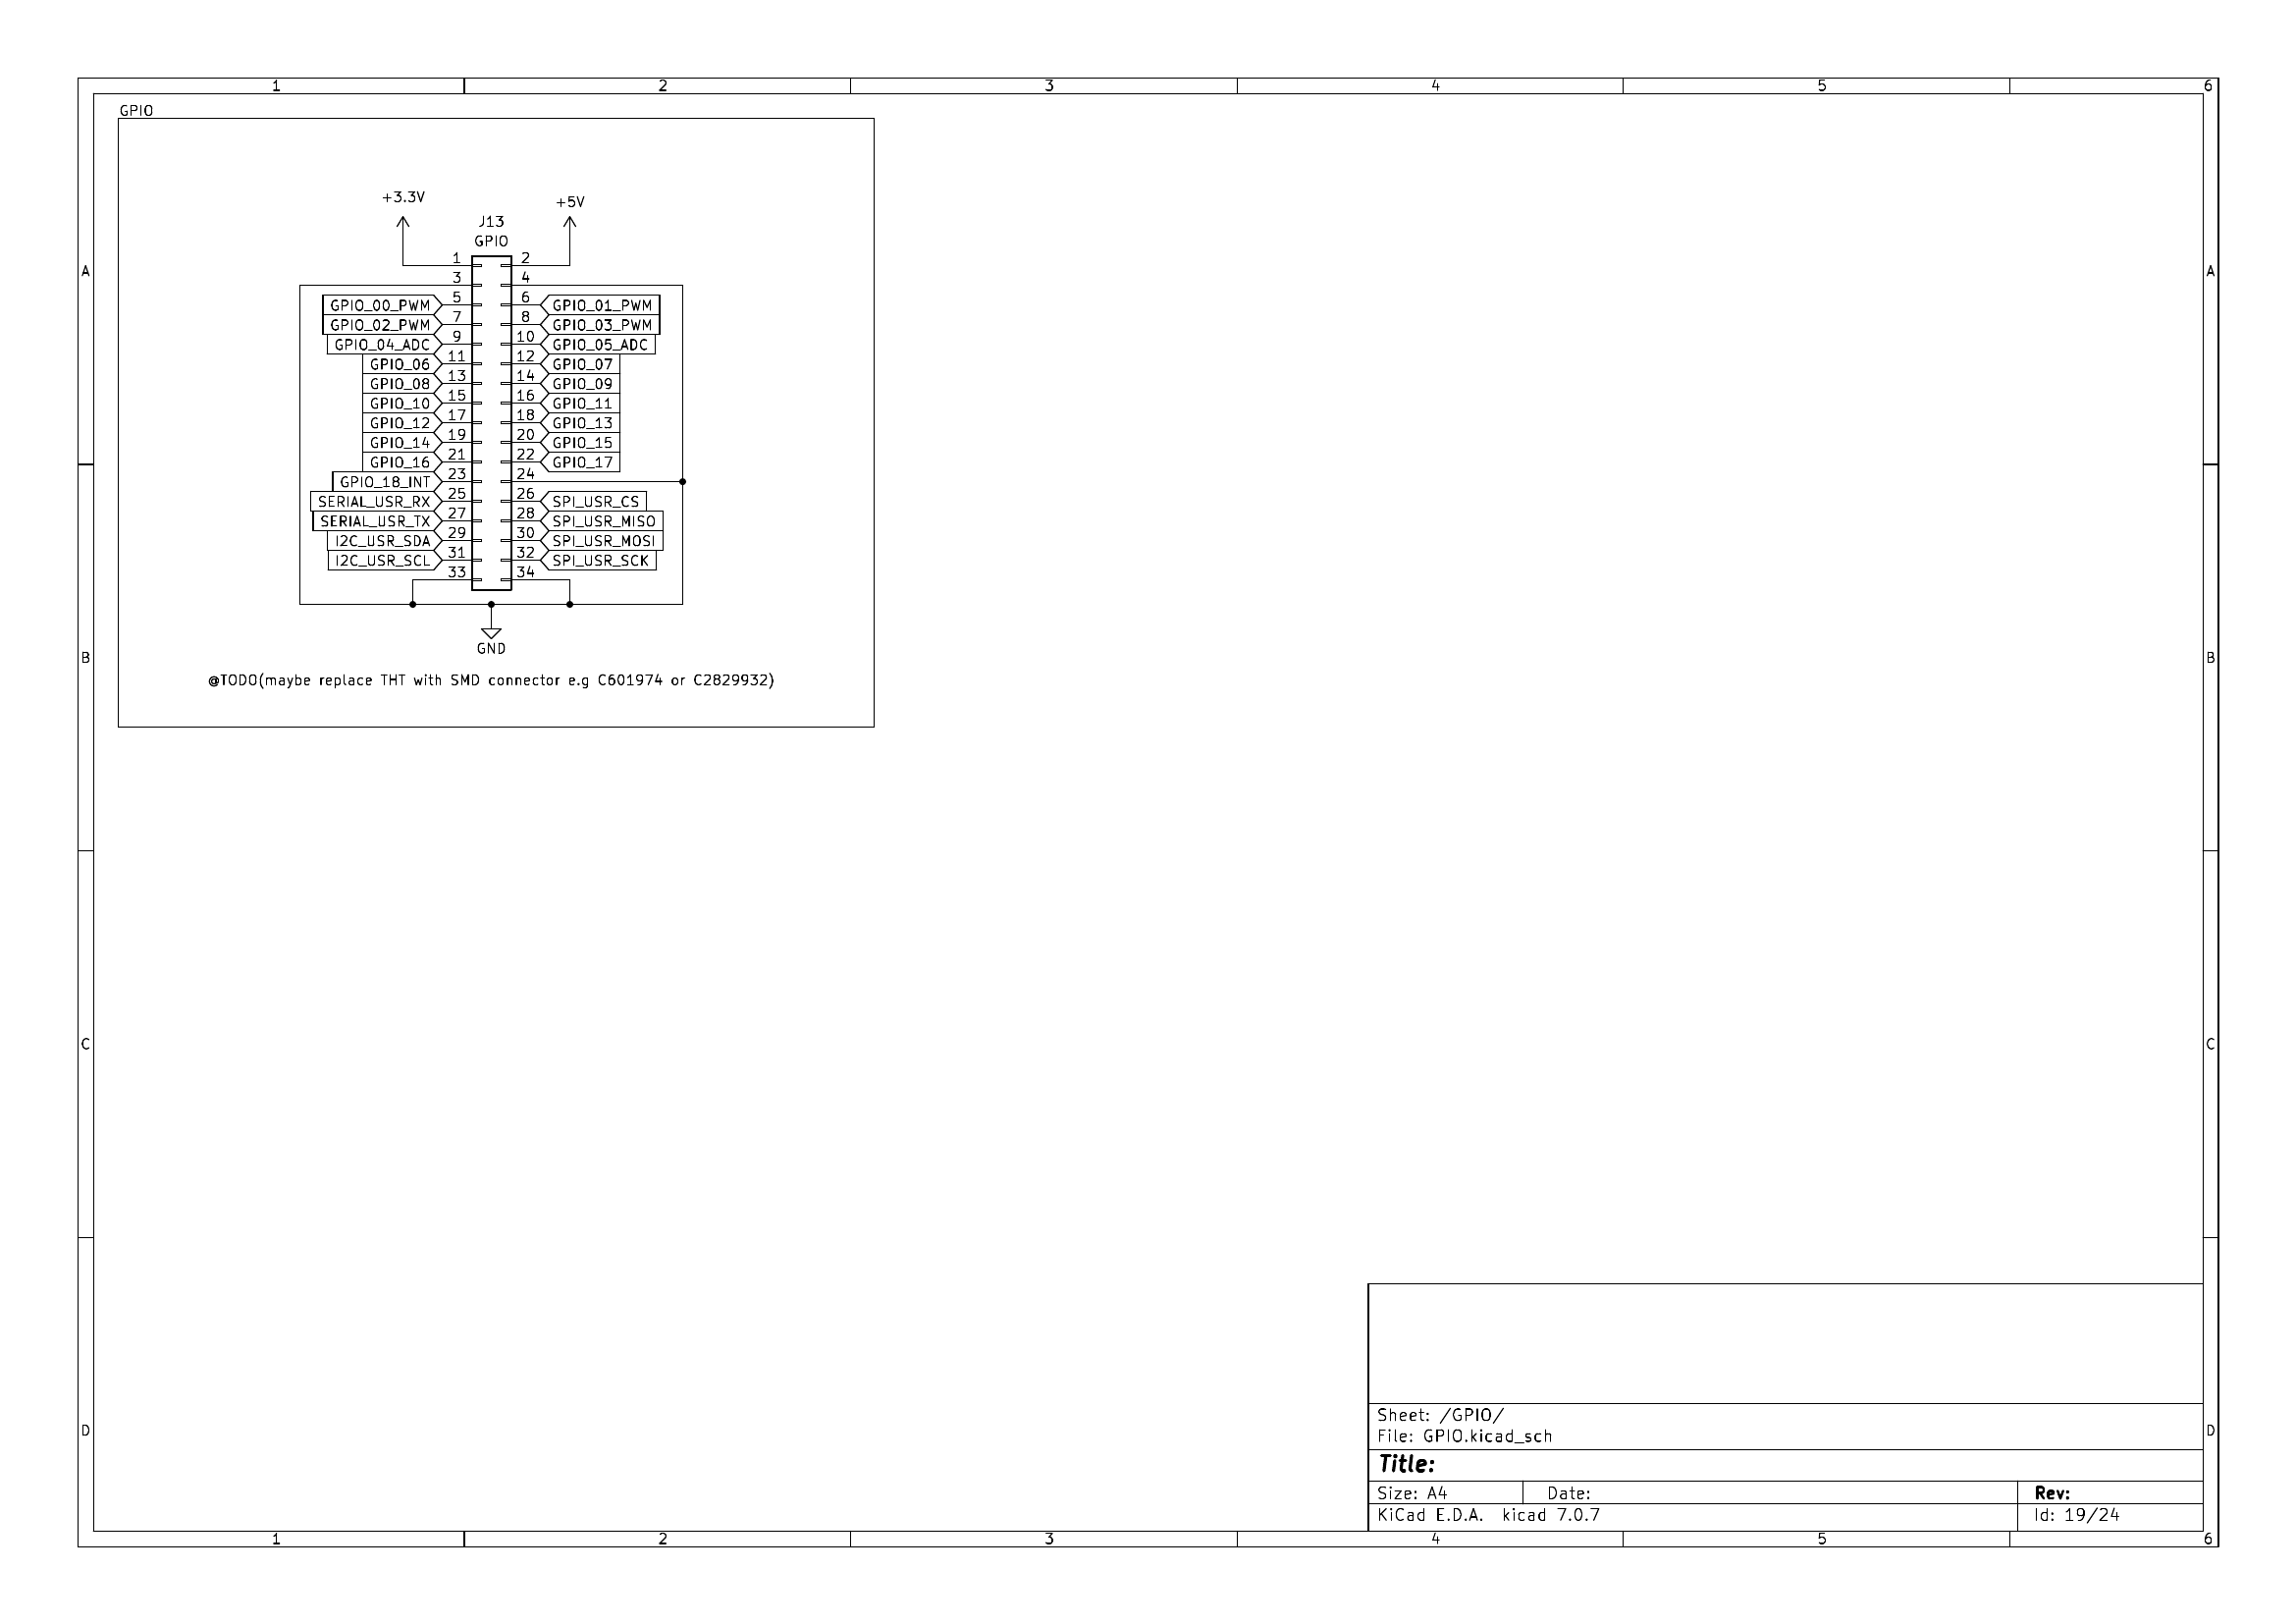 1 2 3 4 5 6
GPIO
+3.3V +5V
J13
GPIO
A A
1 2
3 4
GPIO_00_PWM 5 6 GPIO_01_PWM
GPIO_02_PWM 7 8 GPIO_03_PWM
GPIO_04_ADC 9 10 GPIO_05_ADC
GPIO_06 11 12 GPIO_07
GPIO_08 13 14 GPIO_09
GPIO_10 15 16 GPIO_11
GPIO_12 17 18 GPIO_13
GPIO_14 19 20 GPIO_15
GPIO_16 21 22 GPIO_17
GPIO_18_INT 23 24
SERIAL_USR_RX 25 26 SPI_USR_CS
SERIAL_USR_TX 27 28 SPI_USR_MISO
I2C_USR_SDA 29 30 SPI_USR_MOSI
I2C_USR_SCL 31 32 SPI_USR_SCK
33 34
GND
B B
@TODO(maybe replace THT with SMD connector e.g C601974 or C2829932)
C C
Sheet: /GPIO/
File: GPIO.kicad_sch
D D
Title:
Size: A4 Date: Rev:
KiCad E.D.A. kicad 7.0.7 Id: 19/24
1 2 3 4 5 6